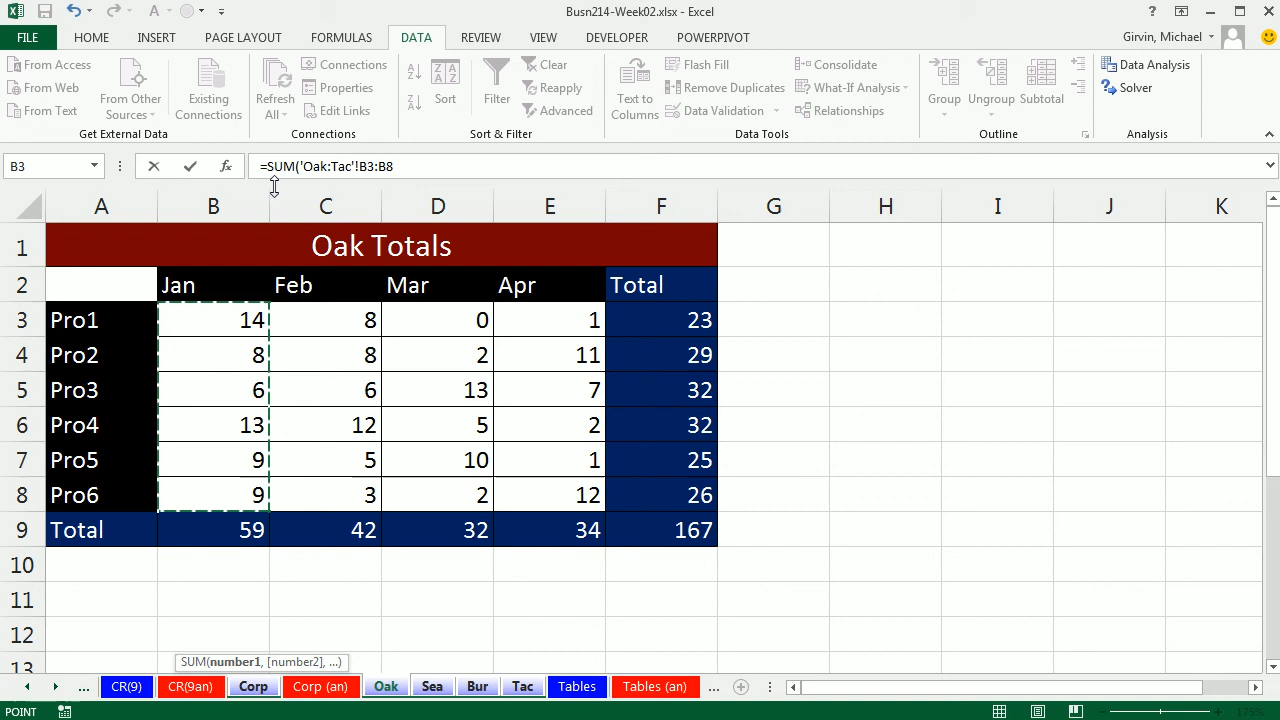 Busn214-Week02.xlsx - Excel
FILE HOME INSERT PAGE LAYOUT FORMULAS DATA REVIEW VIEW DEVELOPER POWERPIVOT Girvin, Michael
From Access
From Web
From Text
From Other Sources
Existing Connections
Get External Data
Refresh All
Connections
Properties
Edit Links
Connections
Sort
Filter
Clear
Reapply
Advanced
Sort & Filter
Text to Columns
Flash Fill
Remove Duplicates
Data Validation
Consolidate
What-If Analysis
Relationships
Data Tools
Group
Ungroup
Subtotal
Outline
Data Analysis
Solver
Analysis
B3 fx =SUM('Oak:Tac'!B3:B8
A B C D E F G H I J K
1 Oak Totals
2 Jan Feb Mar Apr Total
3 Pro1 14 8 0 1 23
4 Pro2 8 8 2 11 29
5 Pro3 6 6 13 7 32
6 Pro4 13 12 5 2 32
7 Pro5 9 5 10 1 25
8 Pro6 9 3 2 12 26
9 Total 59 42 32 34 167
10
11
12
13
SUM(number1, [number2], ...)
... CR(9) CR(9an) Corp Corp (an) Oak Sea Bur Tac Tables Tables (an) ...
POINT 175%